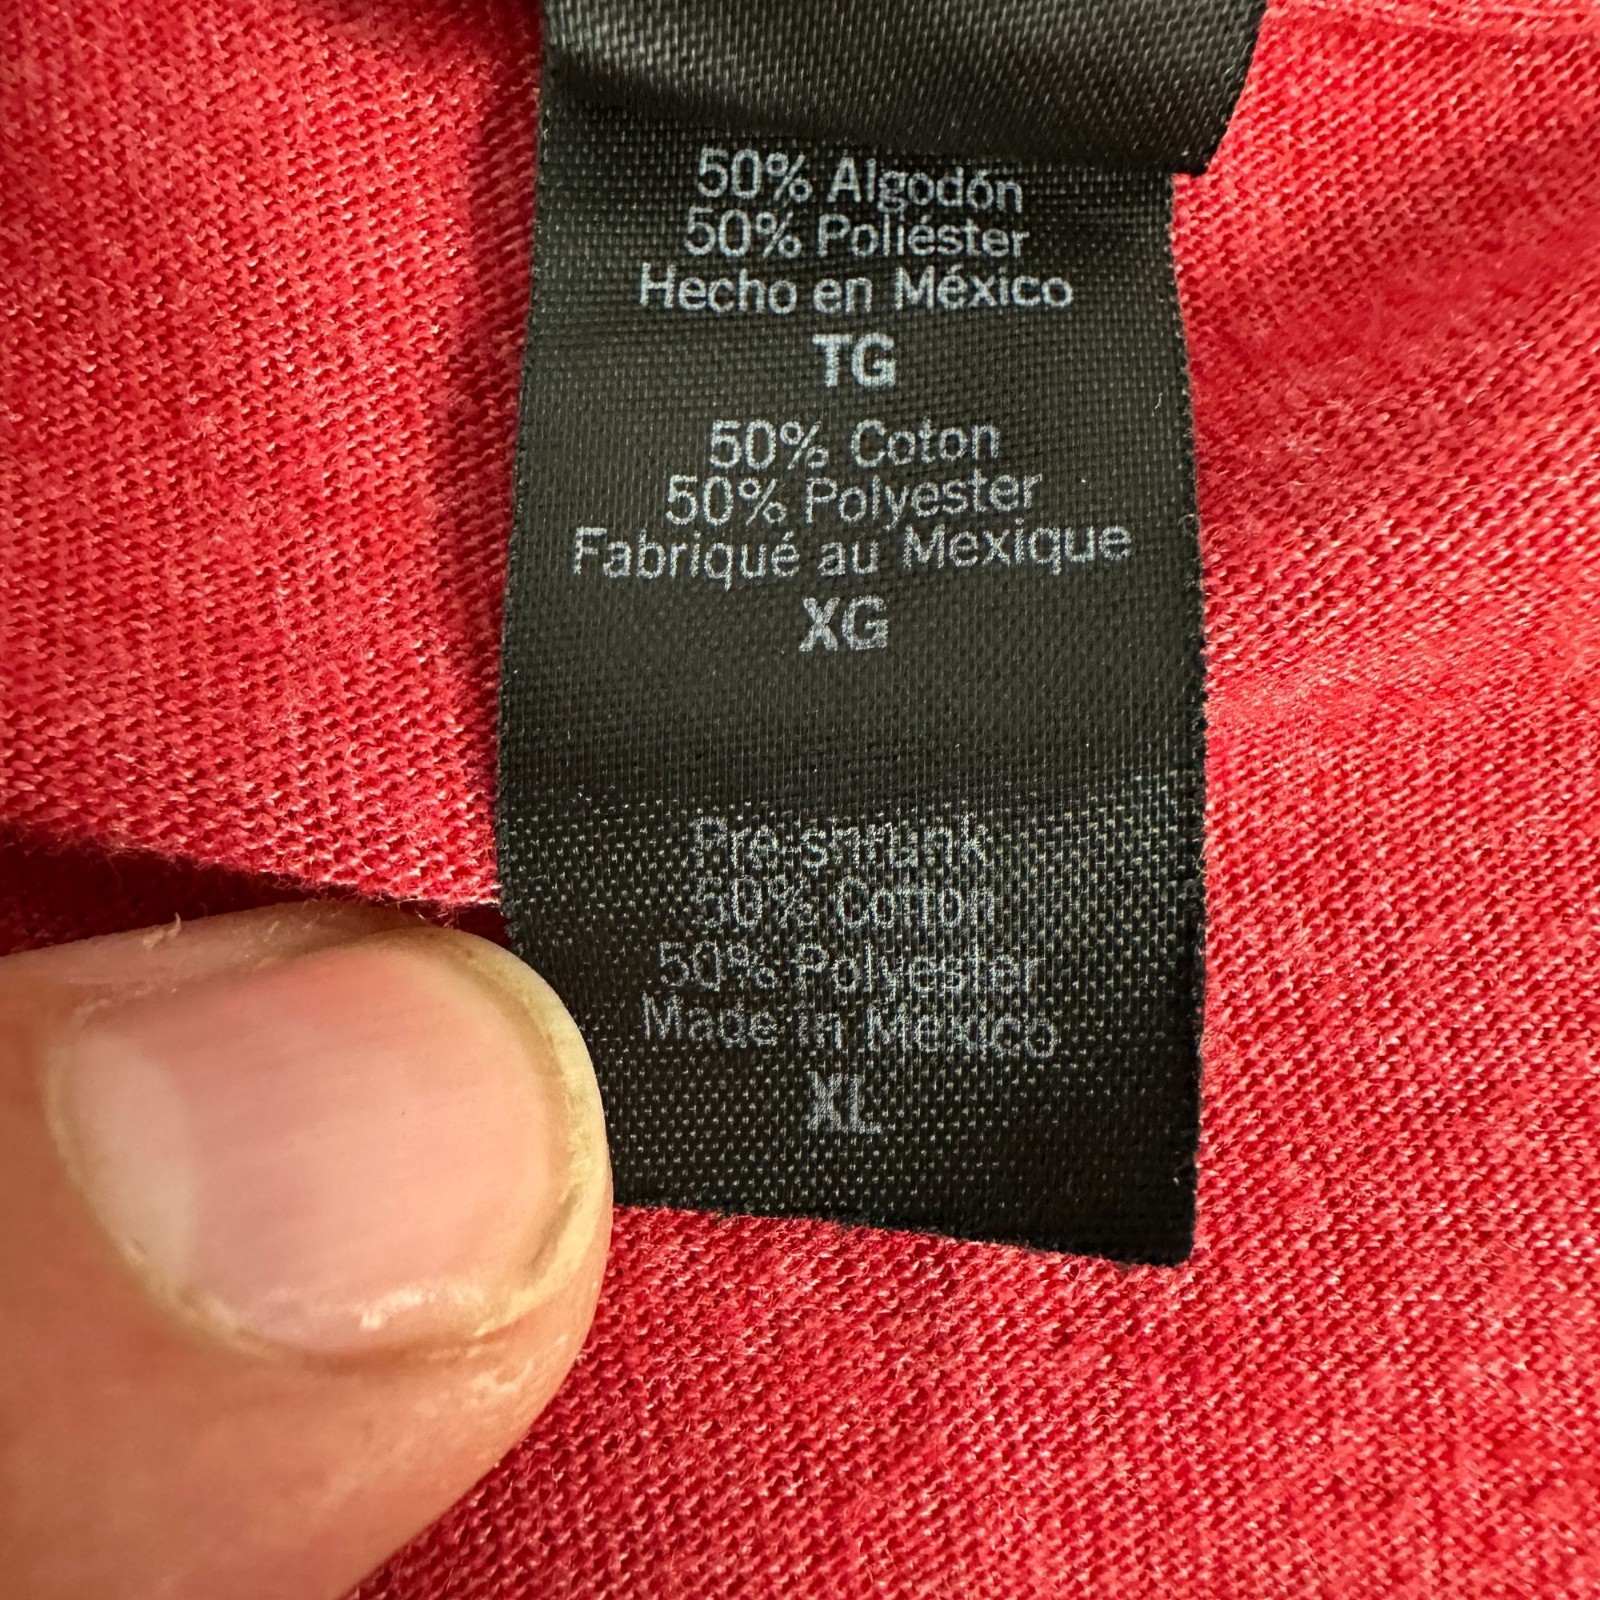 50% Algodón
50% Poliéster
Hecho en México
TG
50% Coton
50% Polyester
Fabriqué au Mexique
XG
Pre-shrunk
50% Cotton
50% Polyester
Made in Mexico
XL